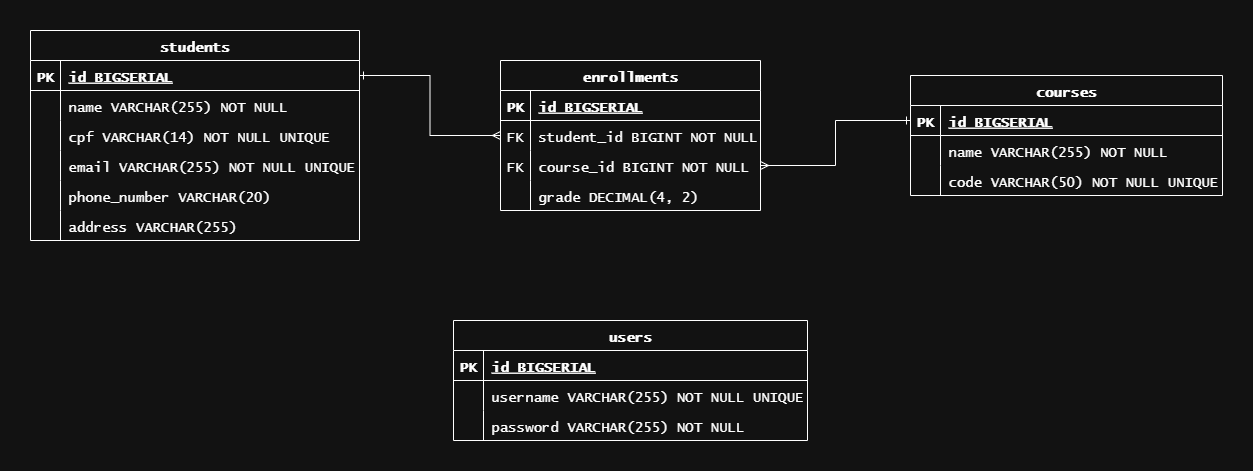 students
PK id BIGSERIAL
name VARCHAR(255) NOT NULL
cpf VARCHAR(14) NOT NULL UNIQUE
email VARCHAR(255) NOT NULL UNIQUE
phone_number VARCHAR(20)
address VARCHAR(255)
enrollments
PK id BIGSERIAL
FK student_id BIGINT NOT NULL
FK course_id BIGINT NOT NULL
grade DECIMAL(4, 2)
courses
PK id BIGSERIAL
name VARCHAR(255) NOT NULL
code VARCHAR(50) NOT NULL UNIQUE
users
PK id BIGSERIAL
username VARCHAR(255) NOT NULL UNIQUE
password VARCHAR(255) NOT NULL